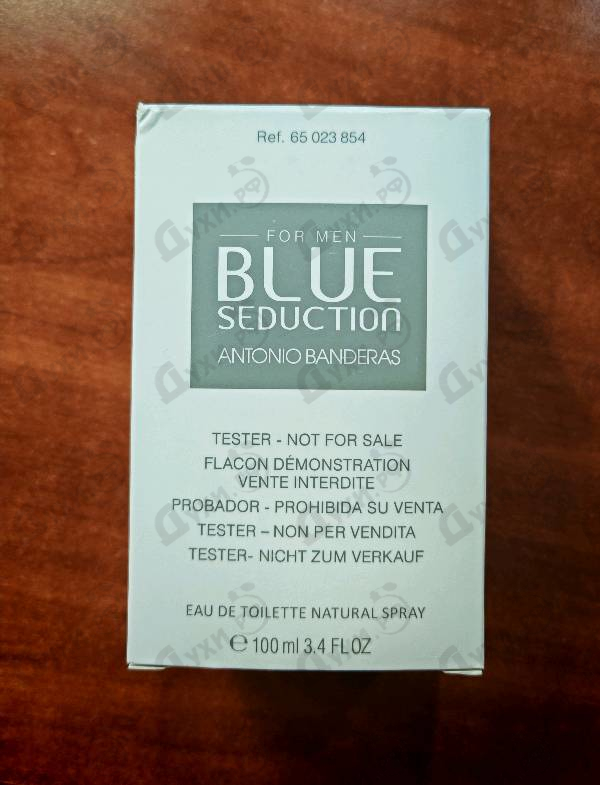 Ref. 65 023 854
FOR MEN
BLUE
SEDUCTION
ANTONIO BANDERAS
TESTER - NOT FOR SALE
FLACON DÉMONSTRATION
VENTE INTERDITE
PROBADOR - PROHIBIDA SU VENTA
TESTER – NON PER VENDITA
TESTER- NICHT ZUM VERKAUF
EAU DE TOILETTE NATURAL SPRAY
℮ 100 ml 3.4 FL OZ
Духи.рф